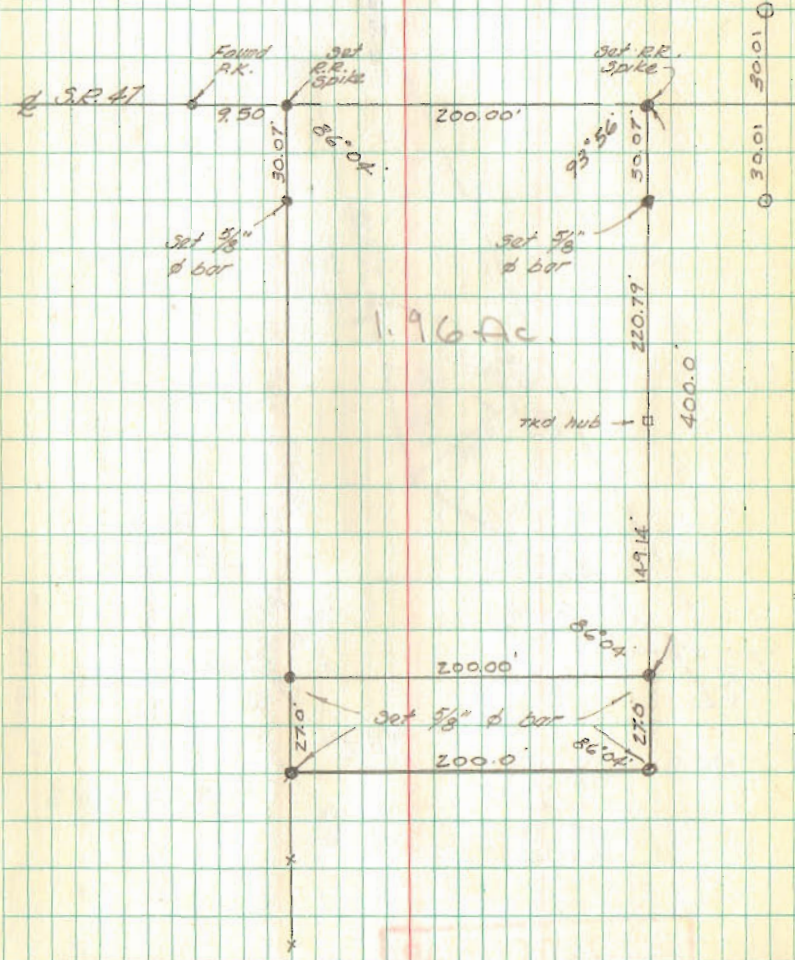 30.01
Found
P.K.
Set
R.R.
Spike
Set R.R.
Spike
℄ S.R. 47
9.50
200.00'
30.07'
86°04'
93°56'
30.07'
30.01
Set 5/8"
ø bar
Set 5/8"
ø bar
220.79'
1.96 Ac.
400.0'
TKD hub
149.14'
86°04'
200.00'
27.0'
Set 5/8" ø bar
27.0'
86°04'
200.0